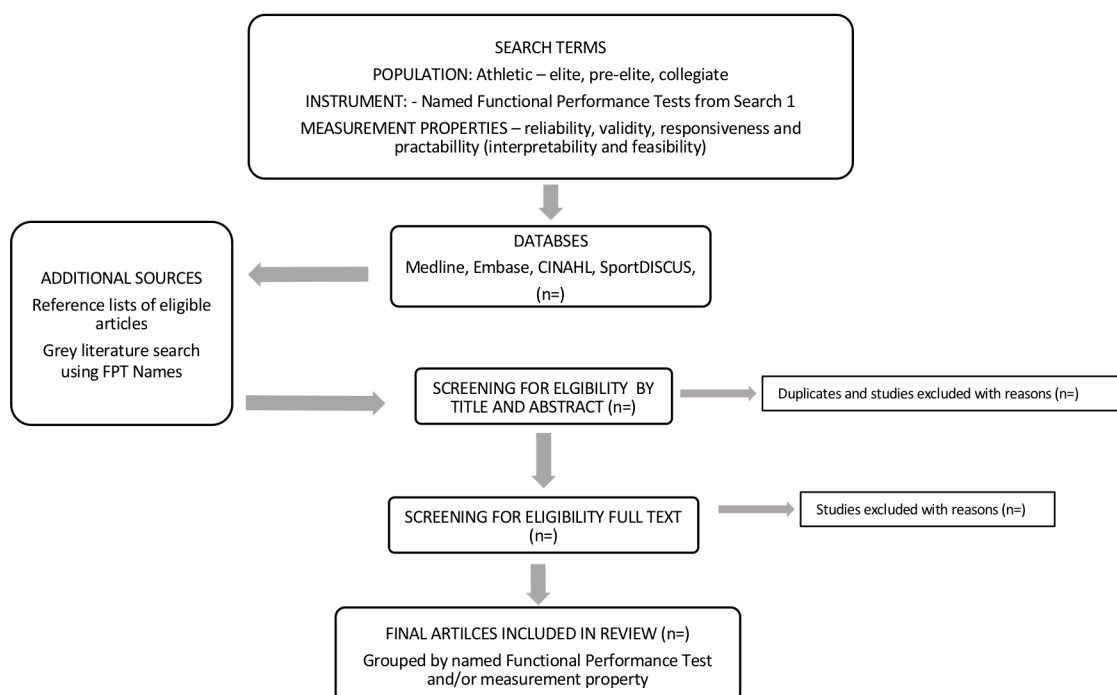 SEARCH TERMS
POPULATION: Athletic – elite, pre-elite, collegiate
INSTRUMENT: - Named Functional Performance Tests from Search 1
MEASUREMENT PROPERTIES – reliability, validity, responsiveness and
practabillity (interpretability and feasibility)
DATABSES
Medline, Embase, CINAHL, SportDISCUS,
(n=)
ADDITIONAL SOURCES
Reference lists of eligible
articles
Grey literature search
using FPT Names
SCREENING FOR ELGIBILITY BY
TITLE AND ABSTRACT (n=)
Duplicates and studies excluded with reasons (n=)
SCREENING FOR ELIGIBILITY FULL TEXT
(n=)
Studies excluded with reasons (n=)
FINAL ARTILCES INCLUDED IN REVIEW (n=)
Grouped by named Functional Performance Test
and/or measurement property